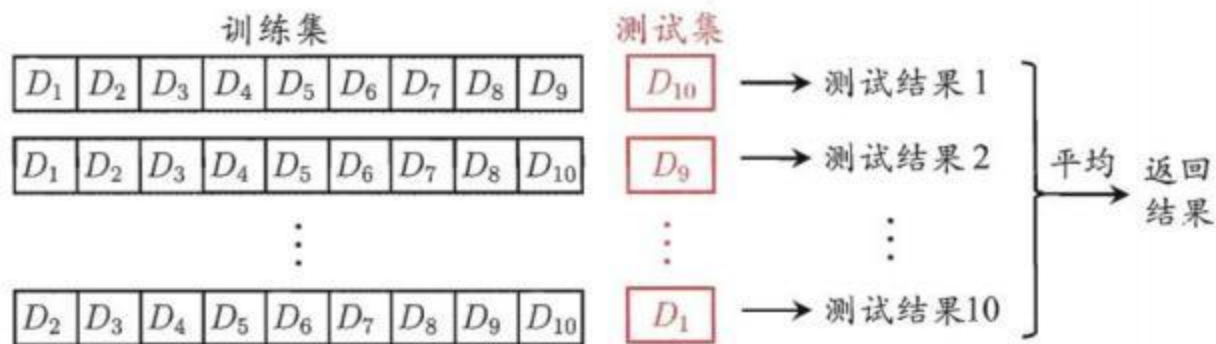 训练集 测试集
D₁ D₂ D₃ D₄ D₅ D₆ D₇ D₈ D₉ D₁₀ 测试结果 1
D₁ D₂ D₃ D₄ D₅ D₆ D₇ D₈ D₁₀ D₉ 测试结果 2
平均 返回
结果
⋮ ⋮ ⋮
D₂ D₃ D₄ D₅ D₆ D₇ D₈ D₉ D₁₀ D₁ 测试结果10